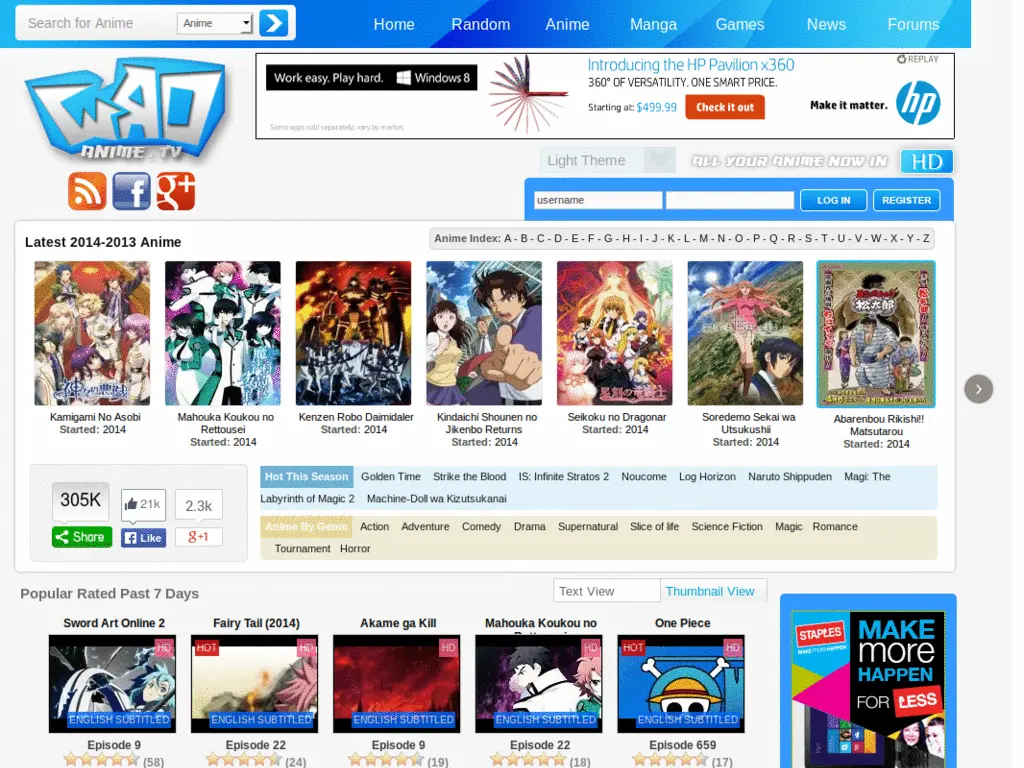 Search for Anime
Anime
Home
Random
Anime
Manga
Games
News
Forums
WAO
ANIME.TV
Work easy. Play hard.
Windows 8
Some apps sold separately; vary by market.
Introducing the HP Pavilion x360
360° OF VERSATILITY. ONE SMART PRICE.
Starting at: $499.99
Check it out
REPLAY
Make it matter.
hp
Light Theme
ALL YOUR ANIME NOW IN
HD
username
LOG IN
REGISTER
Latest 2014-2013 Anime
Anime Index: A - B - C - D - E - F - G - H - I - J - K - L - M - N - O - P - Q - R - S - T - U - V - W - X - Y - Z
Kamigami No Asobi
Started: 2014
Mahouka Koukou no
Rettousei
Started: 2014
Kenzen Robo Daimidaler
Started: 2014
Kindaichi Shounen no
Jikenbo Returns
Started: 2014
Seikoku no Dragonar
Started: 2014
Soredemo Sekai wa
Utsukushii
Started: 2014
Abarenbou Rikishi!!
Matsutarou
Started: 2014
305K
Share
21k
Like
2.3k
g+1
Hot This Season Golden Time Strike the Blood IS: Infinite Stratos 2 Noucome Log Horizon Naruto Shippuden Magi: The
Labyrinth of Magic 2 Machine-Doll wa Kizutsukanai
Anime By Genre Action Adventure Comedy Drama Supernatural Slice of life Science Fiction Magic Romance
Tournament Horror
Popular Rated Past 7 Days
Text View
Thumbnail View
Sword Art Online 2
HD
ENGLISH SUBTITLED
Episode 9
(58)
Fairy Tail (2014)
HOT
HD
ENGLISH SUBTITLED
Episode 22
(24)
Akame ga Kill
HD
ENGLISH SUBTITLED
Episode 9
(19)
Mahouka Koukou no
HD
ENGLISH SUBTITLED
Episode 22
(18)
One Piece
HOT
HD
ENGLISH SUBTITLED
Episode 659
(17)
STAPLES
MAKE MORE HAPPEN
MAKE
more
HAPPEN
FOR LESS